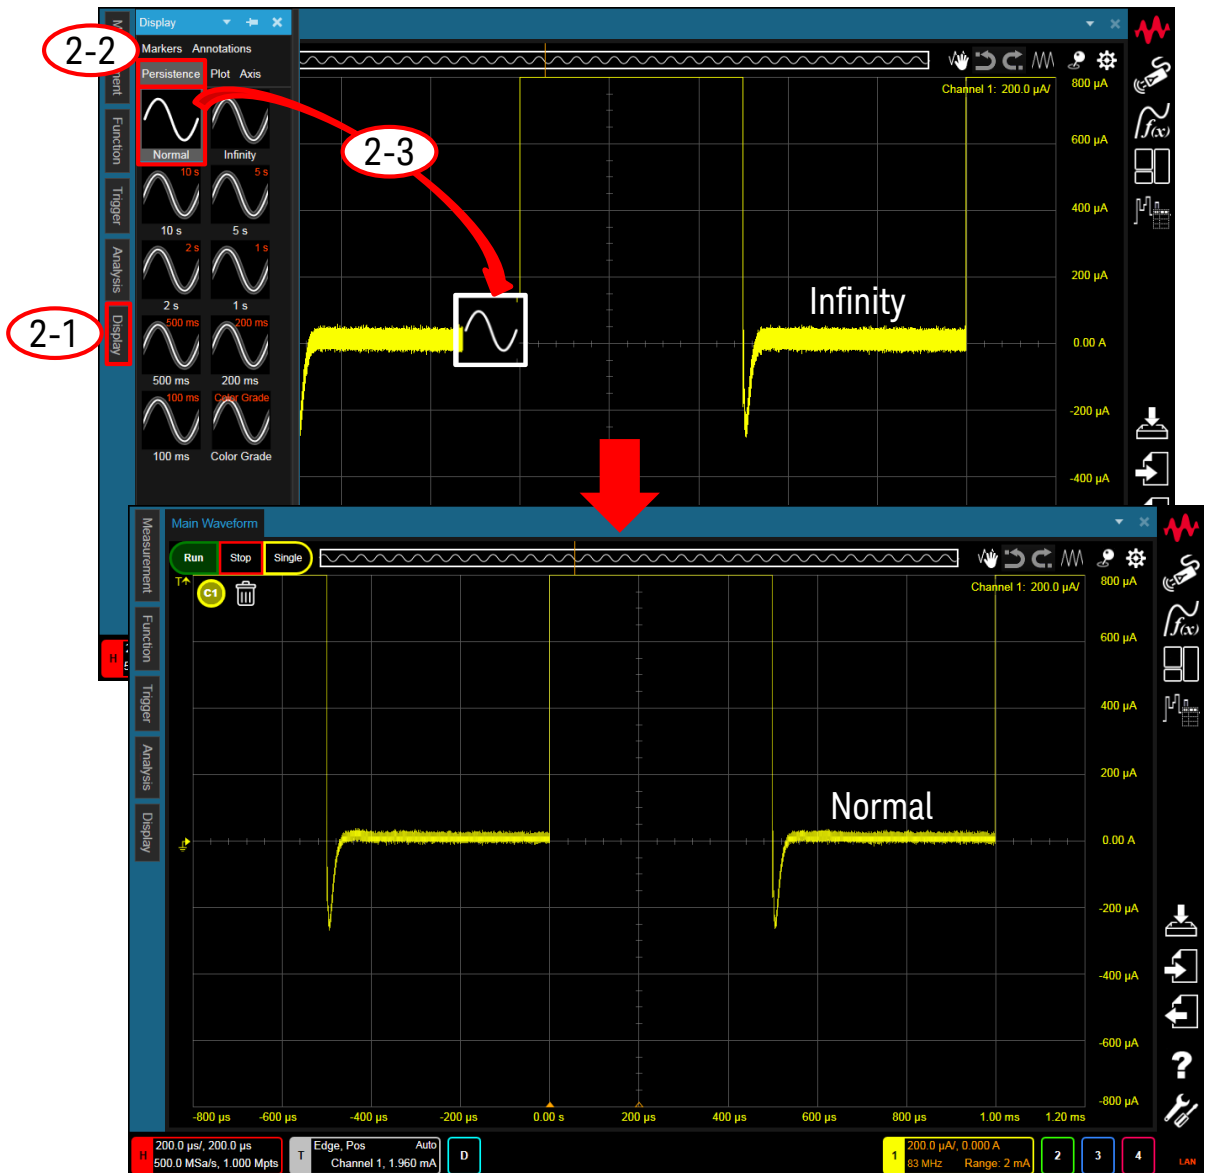 Display
2-2
Markers Annotations
Persistence Plot Axis
Normal
Infinity
10 s
5 s
10 s
5 s
2 s
1 s
2 s
1 s
500 ms
200 ms
500 ms
200 ms
100 ms
Color Grade
100 ms
Color Grade
Function
Trigger
Analysis
Display
2-1
2-3
Channel 1: 200.0 µA/
800 µA
600 µA
400 µA
200 µA
0.00 A
-200 µA
-400 µA
Infinity
f(x)
H
Measurement
Function
Trigger
Analysis
Display
Main Waveform
Run
Stop
Single
T
C1
Channel 1: 200.0 µA/
800 µA
600 µA
400 µA
200 µA
0.00 A
-200 µA
-400 µA
-600 µA
-800 µA
Normal
f(x)
?
-800 µs
-600 µs
-400 µs
-200 µs
0.00 s
200 µs
400 µs
600 µs
800 µs
1.00 ms
1.20 ms
H
200.0 µs/, 200.0 µs
500.0 MSa/s, 1.000 Mpts
T
Edge, Pos Auto
Channel 1, 1.960 mA
D
1
200.0 µA/, 0.000 A
83 MHz Range: 2 mA
2
3
4
LAN